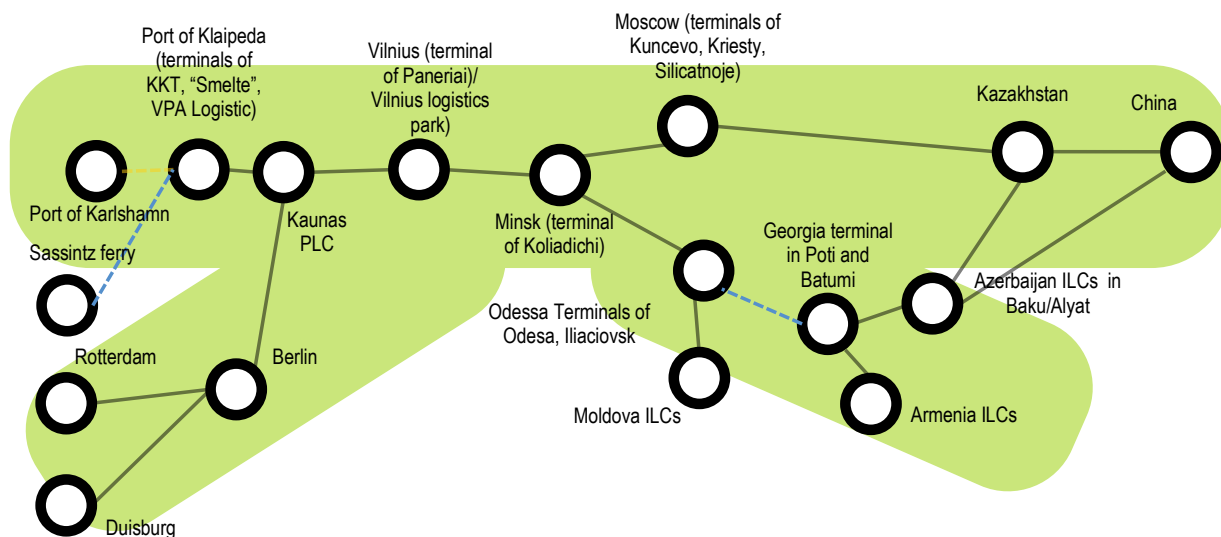 Port of Klaipeda
(terminals of
KKT, “Smelte”,
VPA Logistic)
Vilnius (terminal
of Paneriai)/
Vilnius logistics
park)
Moscow (terminals of
Kuncevo, Kriesty,
Silicatnoje)
Kazakhstan
China
Port of Karlshamn
Kaunas
PLC
Minsk (terminal
of Koliadichi)
Georgia terminal
in Poti and
Batumi
Sassintz ferry
Azerbaijan ILCs in
Baku/Alyat
Odessa Terminals of
Odesa, Iliaciovsk
Rotterdam
Berlin
Moldova ILCs
Armenia ILCs
Duisburg